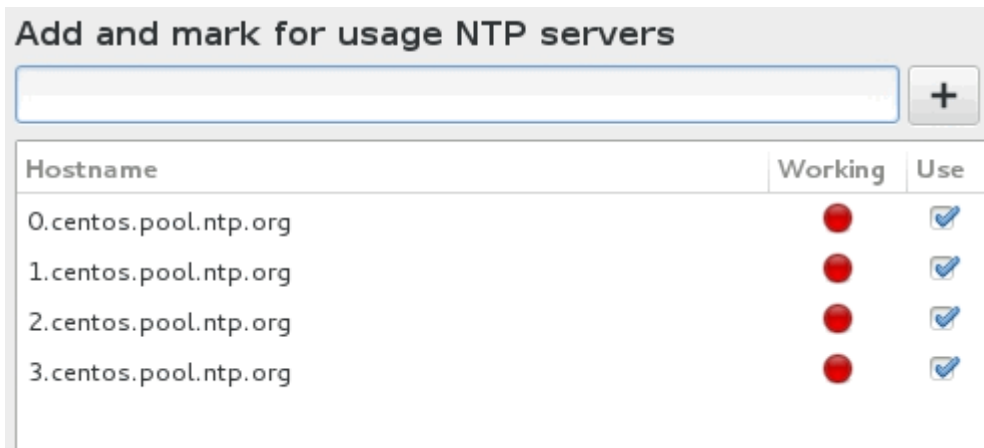 Add and mark for usage NTP servers
+
Hostname Working Use
0.centos.pool.ntp.org
1.centos.pool.ntp.org
2.centos.pool.ntp.org
3.centos.pool.ntp.org